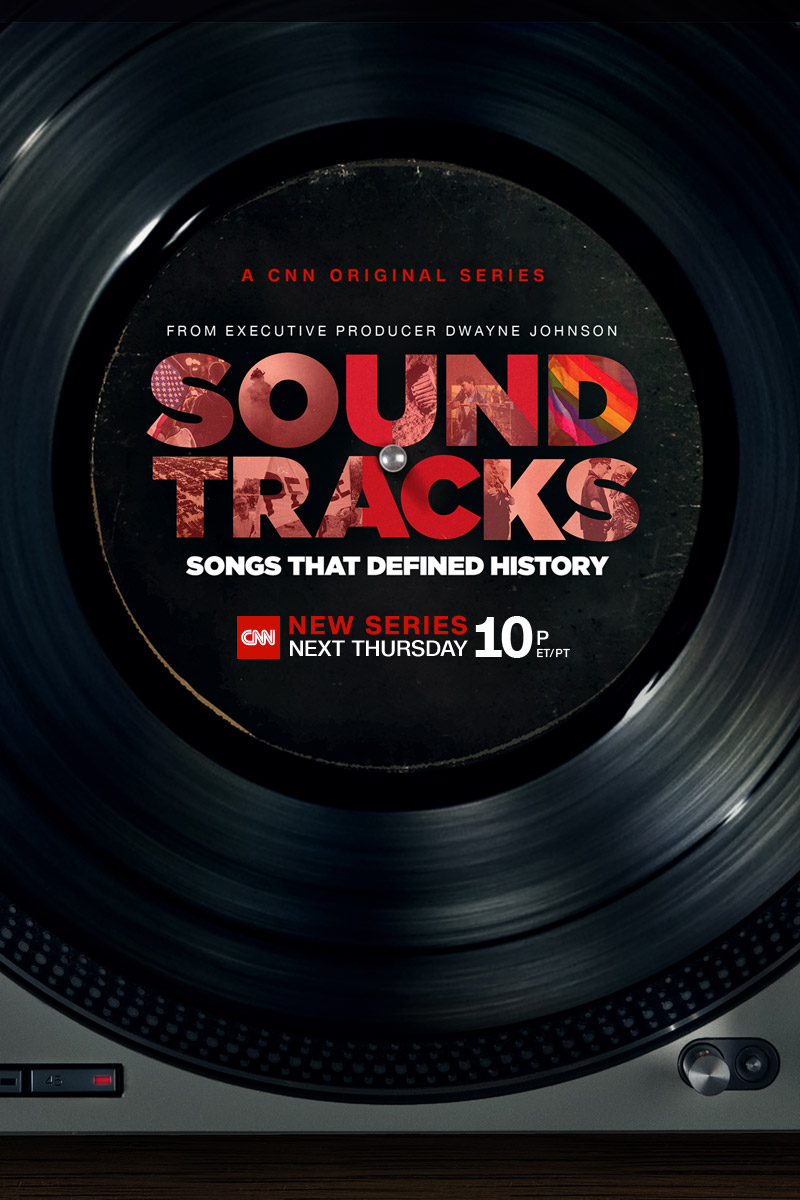 A CNN ORIGINAL SERIES
FROM EXECUTIVE PRODUCER DWAYNE JOHNSON
SOUND
TRACKS
SONGS THAT DEFINED HISTORY
CNN NEW SERIES
NEXT THURSDAY 10P
ET/PT
45